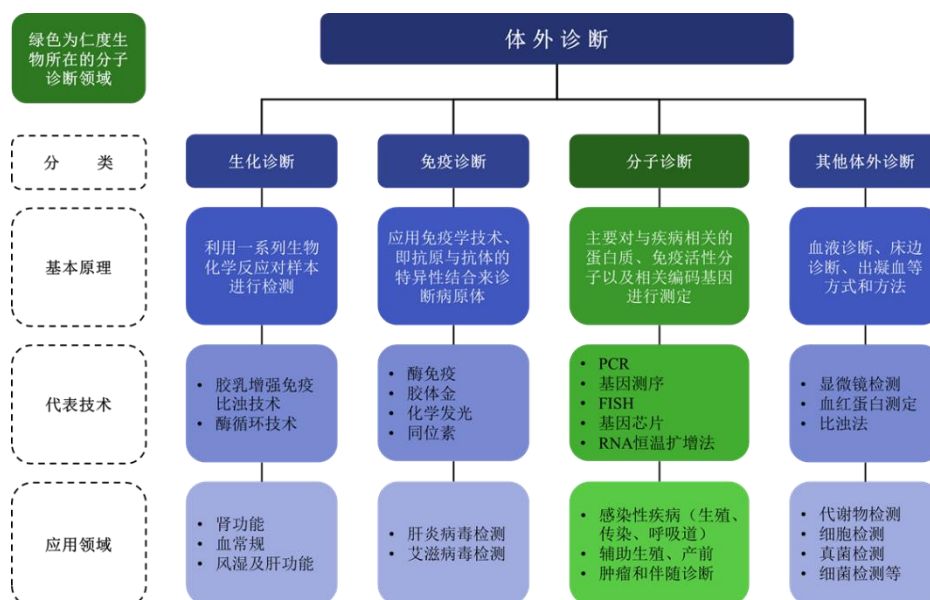 绿色为仁度生
物所在的分子
诊断领域
体外诊断
分 类
生化诊断
免疫诊断
分子诊断
其他体外诊断
基本原理
利用一系列生物
化学反应对样本
进行检测
应用免疫学技术、
即抗原与抗体的
特异性结合来诊
断病原体
主要对与疾病相关的
蛋白质、免疫活性分
子以及相关编码基因
进行测定
血液诊断、床边
诊断、出凝血等
方式和方法
代表技术
• 胶乳增强免疫
比浊技术
• 酶循环技术
• 酶免疫
• 胶体金
• 化学发光
• 同位素
• PCR
• 基因测序
• FISH
• 基因芯片
• RNA恒温扩增法
• 显微镜检测
• 血红蛋白测定
• 比浊法
应用领域
• 肾功能
• 血常规
• 风湿及肝功能
• 肝炎病毒检测
• 艾滋病毒检测
• 感染性疾病（生殖、
传染、呼吸道）
• 辅助生殖、产前
• 肿瘤和伴随诊断
• 代谢物检测
• 细胞检测
• 真菌检测
• 细菌检测等